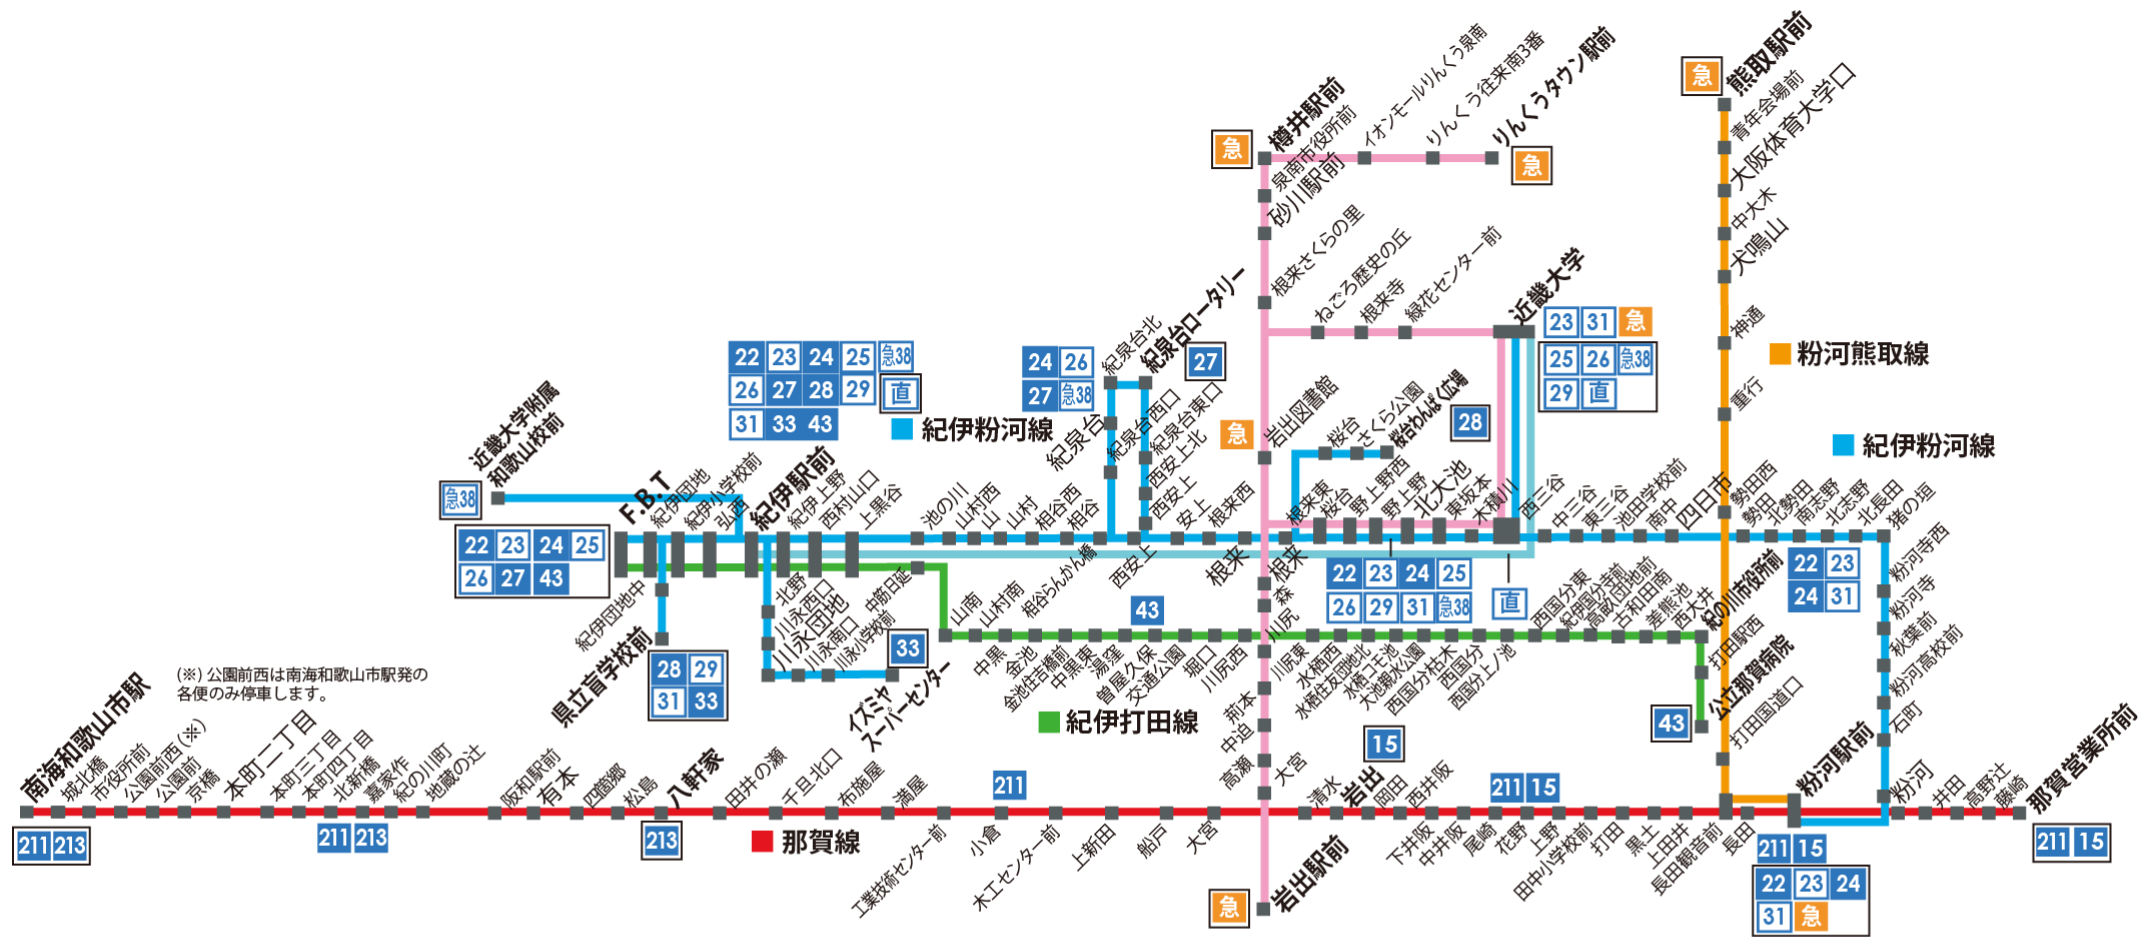 熊取駅前
急
青年会場前
大阪体育大学口
中大木
犬鳴山
神通
重行
粉河熊取線
樽井駅前
急
泉南市役所前
砂川駅前
イオンモールりんくう泉南
りんくう往来南3番
りんくうタウン駅前
急
根来さくらの里
ねごろ歴史の丘
根来寺
緑花センター前
近畿大学
23 31 急
25 26 急38
29 直
岩出図書館
急
桜台
さくら公園
桜台わんぱく広場
28
紀泉台北
紀泉台ロータリー
27
24 26
27 急38
紀泉台
紀泉台西口
紀泉台東口
西安上北
西安上
22 23 24 25 急38
26 27 28 29 直
31 33 43
紀伊粉河線
近畿大学附属
和歌山校前
急38
22 23 24 25
26 27 43
F.B.T
紀伊団地
紀伊小学校前
弘西
紀伊駅前
紀伊上野
西村山口
上黒谷
池の川
山村西
山口
山村
相谷西
相谷
相谷らんかん橋
西安上
安上
根来西
根来
根来東
桜台
野上野西
野上野
北大池
東坂本
木積川
西三谷
中三谷
東三谷
池田学校前
南中
四日市
勢田西
勢田
北勢田
南志野
北志野
北長田
猪の垣
紀伊粉河線
22 23 24 25
26 29 31 急38
直
22 23
24 31
粉河寺西
粉河寺
秋葉前
粉河高校前
石町
紀伊団地中
県立盲学校前
28 29
31 33
北野
川永西口
川永団地
川永南口
川永小学校前
33
イズミヤ
スーパーセンター
中筋日延
山南
山村南
中黒
金池
金池住吉橋前
中黒東
湯窪
曽屋久保
交通公園
堀口
川尻西
43
根来
森
川尻
川尻東
水栖西
水栖住友団地北
水栖コモ池
大池親水公園
西国分枯木
西国分
西国分上ノ池
西国分東
紀伊国分寺前
高畝団地前
古和田南
差熊池
西大井
紀の川市役所前
打田駅西
公立那賀病院
43
打田国道口
紀伊打田線
荊本
中迫
高瀬
大宮
岩出駅前
急
(※) 公園前西は南海和歌山市駅発の
各便のみ停車します。
南海和歌山市駅
211 213
城北橋
市役所前
公園前西(※)
公園前
京橋
本町二丁目
本町三丁目
本町四丁目
北新橋
嘉家作
紀の川町
地蔵の辻
211 213
阪和駅前
有本
四箇郷
松島
八軒家
213
田井の瀬
千旦北口
布施屋
満屋
工業技術センター前
小倉
211
木工センター前
上新田
船戸
大宮
清水
岩出
15
岡田
西井阪
下井阪
中井阪
尾崎
花野
211 15
上野
田中小学校前
打田
黒土
上田井
長田観音前
長田
粉河駅前
211 15
22 23 24
31 急
粉河
井田
高野辻
藤崎
那賀営業所前
211 15
那賀線